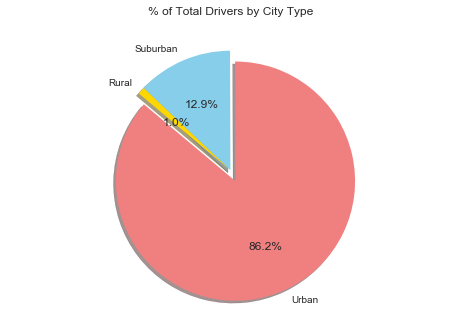 % of Total Drivers by City Type
Suburban
Rural
12.9%
1.0%
86.2%
Urban